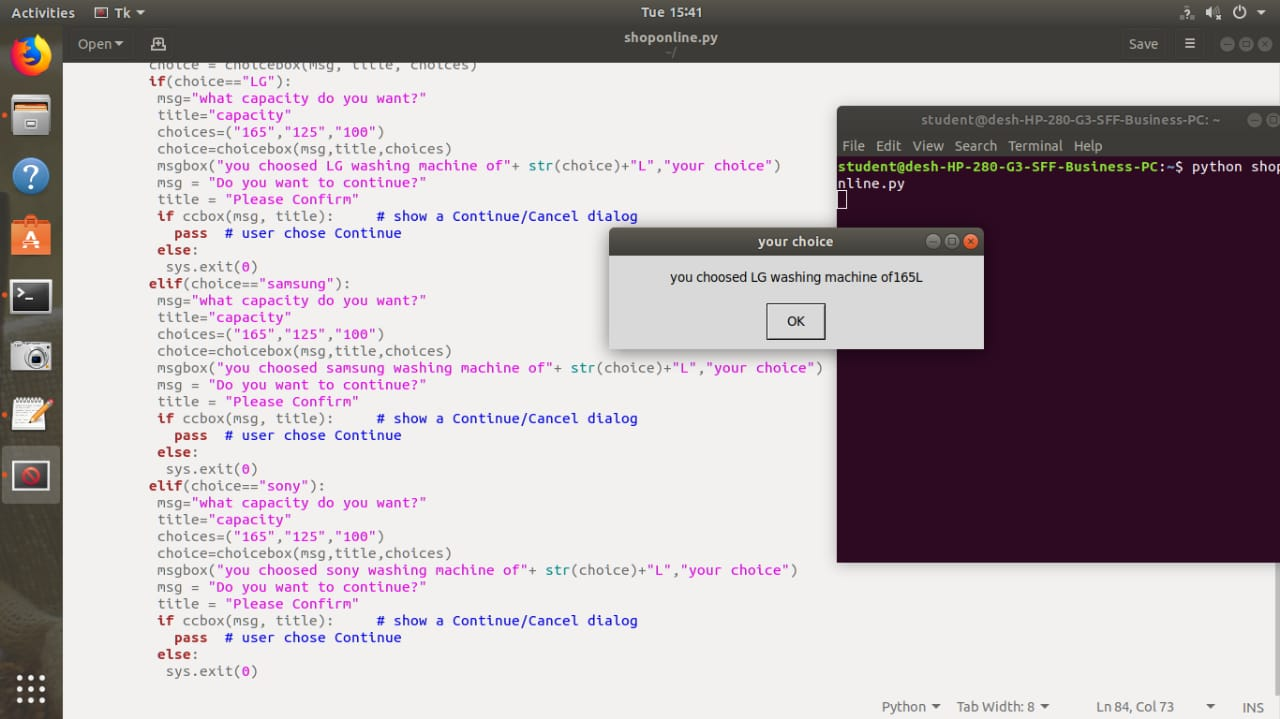 Activities Tk Tue 15:41
Open shoponline.py Save
~/
choice = choicebox(msg, title, choices)
if(choice=="LG"):
msg="what capacity do you want?"
title="capacity"
choices=("165","125","100")
choice=choicebox(msg,title,choices)
msgbox("you choosed LG washing machine of"+ str(choice)+"L","your choice")
msg = "Do you want to continue?"
title = "Please Confirm"
if ccbox(msg, title):     # show a Continue/Cancel dialog
pass  # user chose Continue
else:
sys.exit(0)
elif(choice=="samsung"):
msg="what capacity do you want?"
title="capacity"
choices=("165","125","100")
choice=choicebox(msg,title,choices)
msgbox("you choosed samsung washing machine of"+ str(choice)+"L","your choice")
msg = "Do you want to continue?"
title = "Please Confirm"
if ccbox(msg, title):     # show a Continue/Cancel dialog
pass  # user chose Continue
else:
sys.exit(0)
elif(choice=="sony"):
msg="what capacity do you want?"
title="capacity"
choices=("165","125","100")
choice=choicebox(msg,title,choices)
msgbox("you choosed sony washing machine of"+ str(choice)+"L","your choice")
msg = "Do you want to continue?"
title = "Please Confirm"
if ccbox(msg, title):     # show a Continue/Cancel dialog
pass  # user chose Continue
else:
sys.exit(0)
student@desh-HP-280-G3-SFF-Business-PC: ~
File Edit View Search Terminal Help
student@desh-HP-280-G3-SFF-Business-PC:~$ python shop
nline.py
your choice
you choosed LG washing machine of165L
OK
Python Tab Width: 8 Ln 84, Col 73 INS